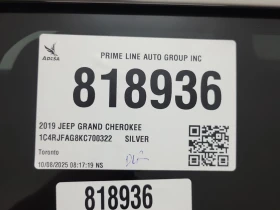 ADESA
PRIME LINE AUTO GROUP INC
818936
2019 JEEP GRAND CHEROKEE
1C4RJFAG8KC700322 SILVER
Toronto
10/06/2025 08:17:19 NS
818936